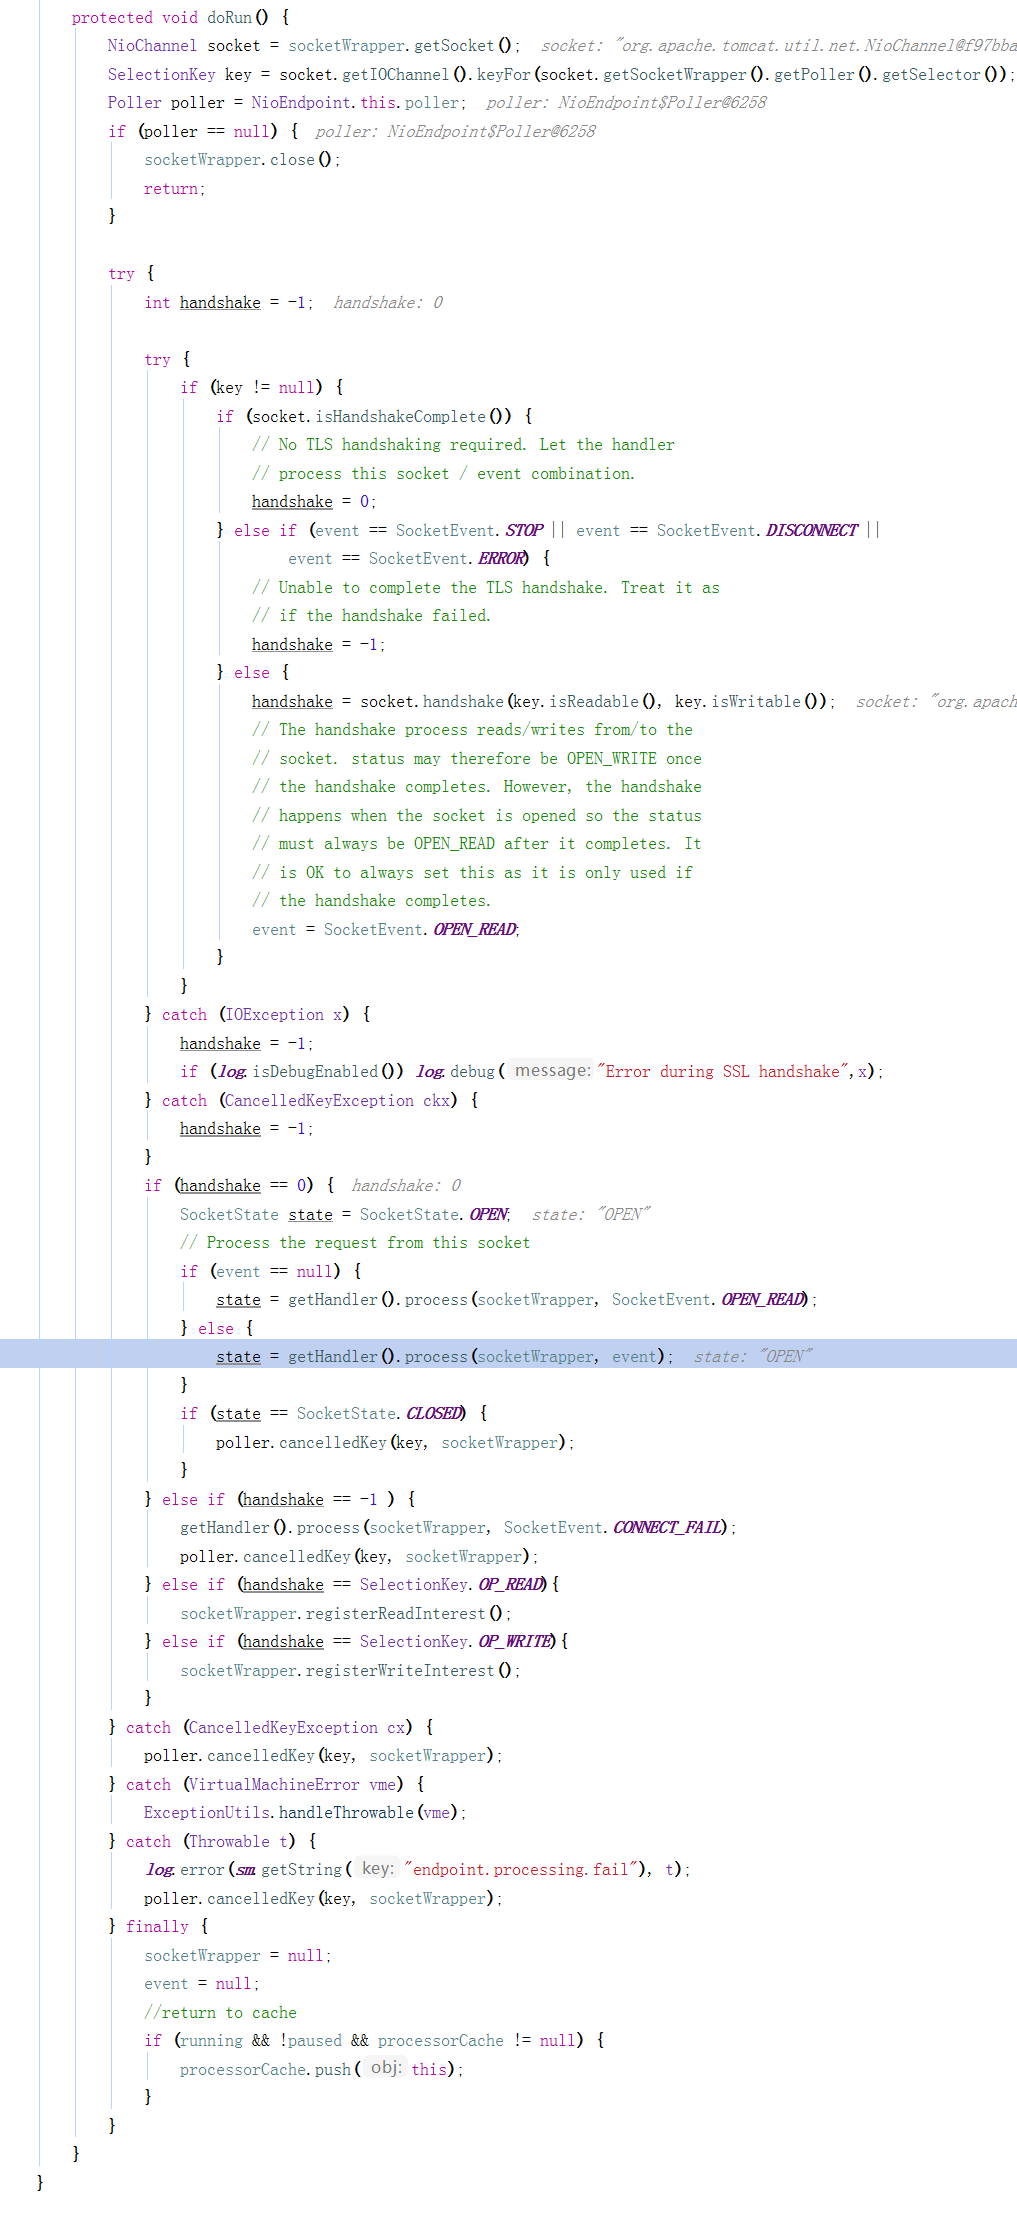 protected void doRun() {
NioChannel socket = socketWrapper.getSocket();  socket: "org.apache.tomcat.util.net.NioChannel@f97bba
SelectionKey key = socket.getIOChannel().keyFor(socket.getSocketWrapper().getPoller().getSelector());
Poller poller = NioEndpoint.this.poller;  poller: NioEndpoint$Poller@6258
if (poller == null) {  poller: NioEndpoint$Poller@6258
socketWrapper.close();
return;
}
try {
int handshake = -1;  handshake: 0
try {
if (key != null) {
if (socket.isHandshakeComplete()) {
// No TLS handshaking required. Let the handler
// process this socket / event combination.
handshake = 0;
} else if (event == SocketEvent.STOP || event == SocketEvent.DISCONNECT ||
event == SocketEvent.ERROR) {
// Unable to complete the TLS handshake. Treat it as
// if the handshake failed.
handshake = -1;
} else {
handshake = socket.handshake(key.isReadable(), key.isWritable());  socket: "org.apach
// The handshake process reads/writes from/to the
// socket. status may therefore be OPEN_WRITE once
// the handshake completes. However, the handshake
// happens when the socket is opened so the status
// must always be OPEN_READ after it completes. It
// is OK to always set this as it is only used if
// the handshake completes.
event = SocketEvent.OPEN_READ;
}
}
} catch (IOException x) {
handshake = -1;
if (log.isDebugEnabled()) log.debug( message: "Error during SSL handshake",x);
} catch (CancelledKeyException ckx) {
handshake = -1;
}
if (handshake == 0) {  handshake: 0
SocketState state = SocketState.OPEN;  state: "OPEN"
// Process the request from this socket
if (event == null) {
state = getHandler().process(socketWrapper, SocketEvent.OPEN_READ);
} else {
state = getHandler().process(socketWrapper, event);  state: "OPEN"
}
if (state == SocketState.CLOSED) {
poller.cancelledKey(key, socketWrapper);
}
} else if (handshake == -1 ) {
getHandler().process(socketWrapper, SocketEvent.CONNECT_FAIL);
poller.cancelledKey(key, socketWrapper);
} else if (handshake == SelectionKey.OP_READ){
socketWrapper.registerReadInterest();
} else if (handshake == SelectionKey.OP_WRITE){
socketWrapper.registerWriteInterest();
}
} catch (CancelledKeyException cx) {
poller.cancelledKey(key, socketWrapper);
} catch (VirtualMachineError vme) {
ExceptionUtils.handleThrowable(vme);
} catch (Throwable t) {
log.error(sm.getString( key: "endpoint.processing.fail"), t);
poller.cancelledKey(key, socketWrapper);
} finally {
socketWrapper = null;
event = null;
//return to cache
if (running && !paused && processorCache != null) {
processorCache.push( obj: this);
}
}
}
}